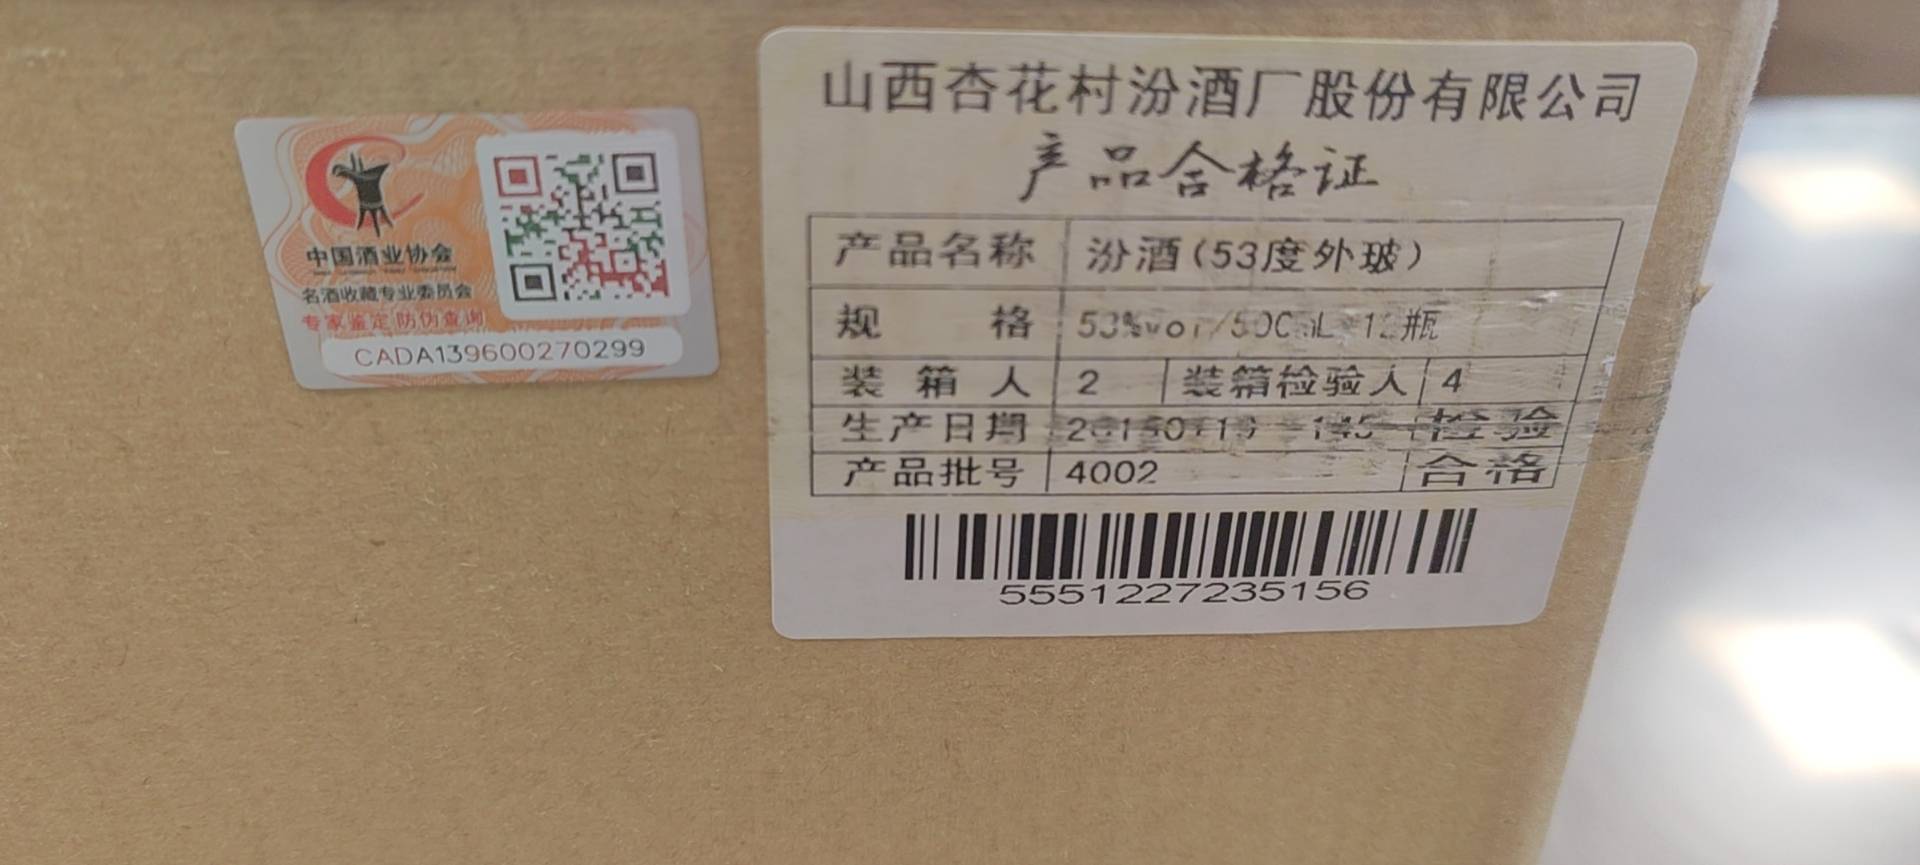 中国酒业协会
名酒收藏专业委员会
专家鉴定 防伪查询
CADA139600270299
山西杏花村汾酒厂股份有限公司
产品合格证
产品名称 汾酒(53度外玻)
规 格
装箱人 2 装箱检验人 4
生产日期 检验
产品批号 4002 合格
5551227235156